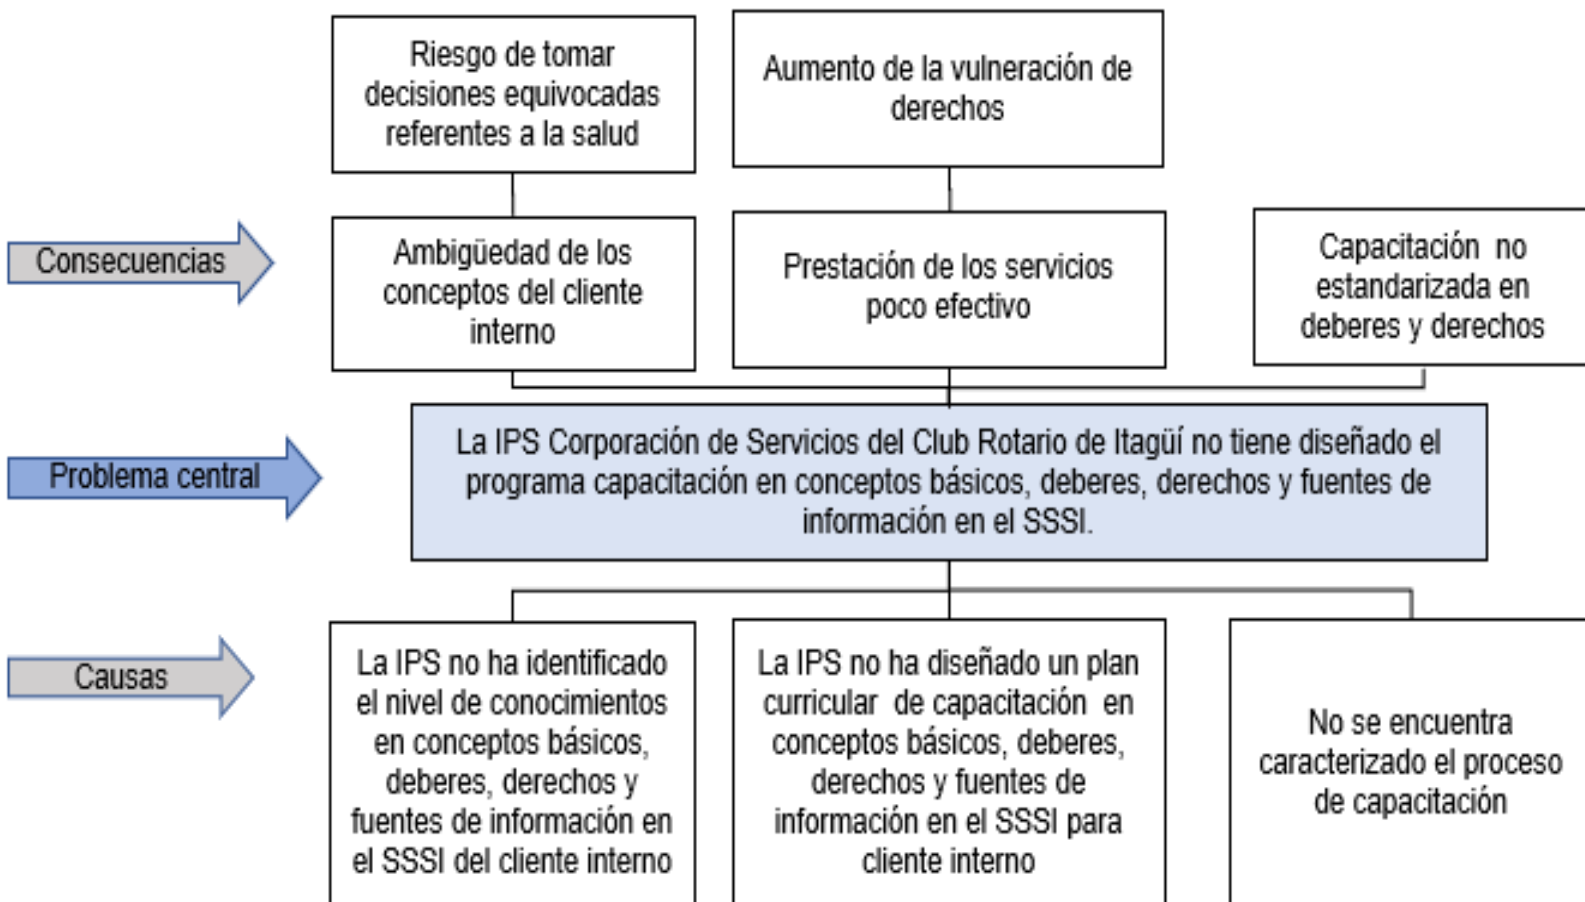 Riesgo de tomar
decisiones equivocadas
referentes a la salud
Aumento de la vulneración de
derechos
Consecuencias
Ambigüedad de los
conceptos del cliente
interno
Prestación de los servicios
poco efectivo
Capacitación no
estandarizada en
deberes y derechos
Problema central
La IPS Corporación de Servicios del Club Rotario de Itagüí no tiene diseñado el
programa capacitación en conceptos básicos, deberes, derechos y fuentes de
información en el SSSI.
Causas
La IPS no ha identificado
el nivel de conocimientos
en conceptos básicos,
deberes, derechos y
fuentes de información en
el SSSI del cliente interno
La IPS no ha diseñado un plan
curricular de capacitación en
conceptos básicos, deberes,
derechos y fuentes de
información en el SSSI para
cliente interno
No se encuentra
caracterizado el proceso
de capacitación